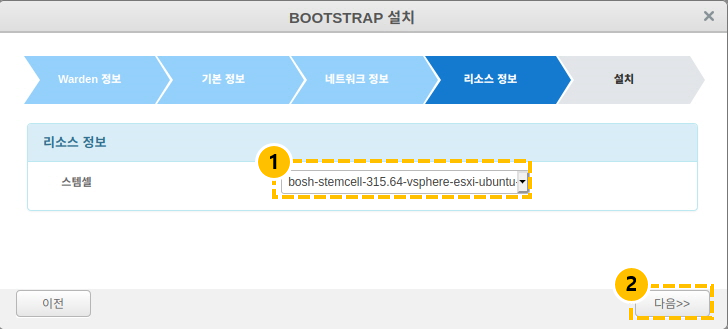 BOOTSTRAP 설치
×
Warden 정보
기본 정보
네트워크 정보
리소스 정보
설치
리소스 정보
1
스템셀
bosh-stemcell-315.64-vsphere-esxi-ubuntu-
2
이전
다음>>